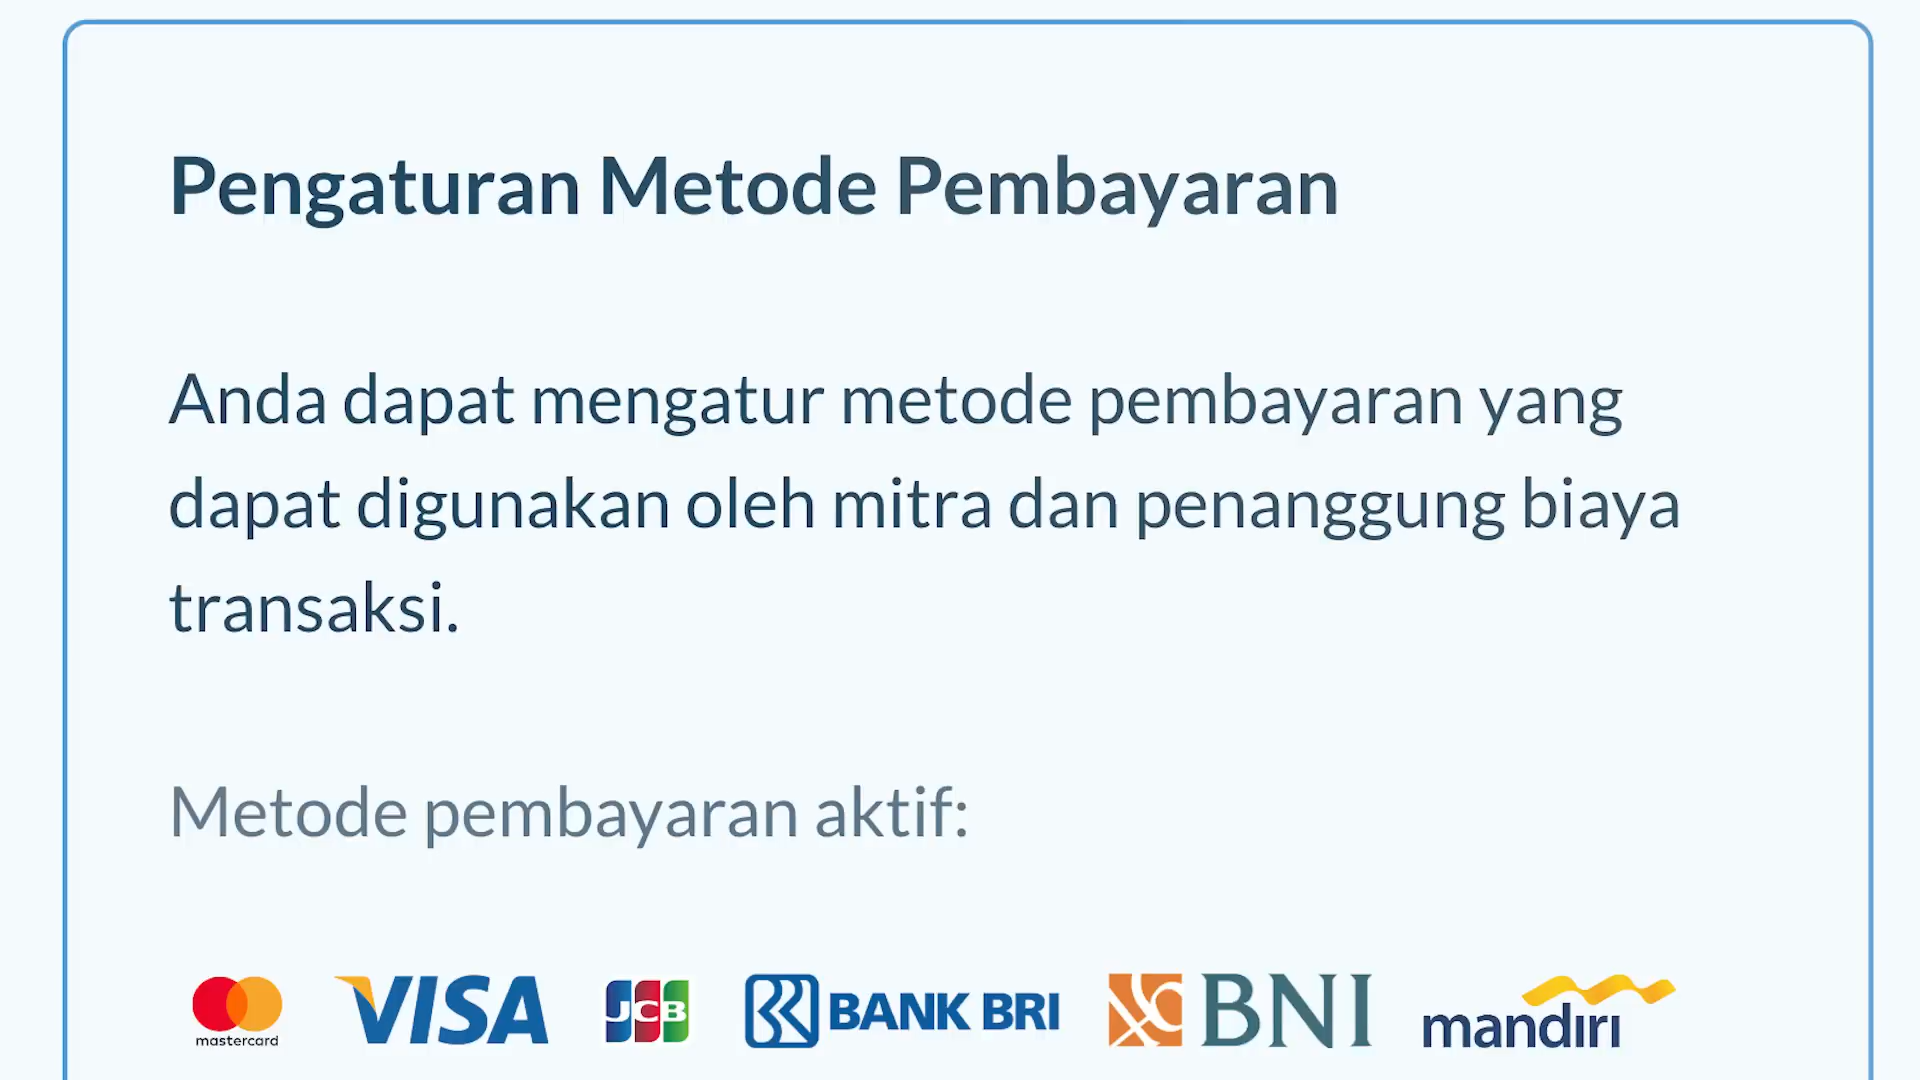 Pengaturan Metode Pembayaran
Anda dapat mengatur metode pembayaran yang
dapat digunakan oleh mitra dan penanggung biaya
transaksi.
Metode pembayaran aktif:
mastercard VISA JCB BANK BRI BNI mandiri